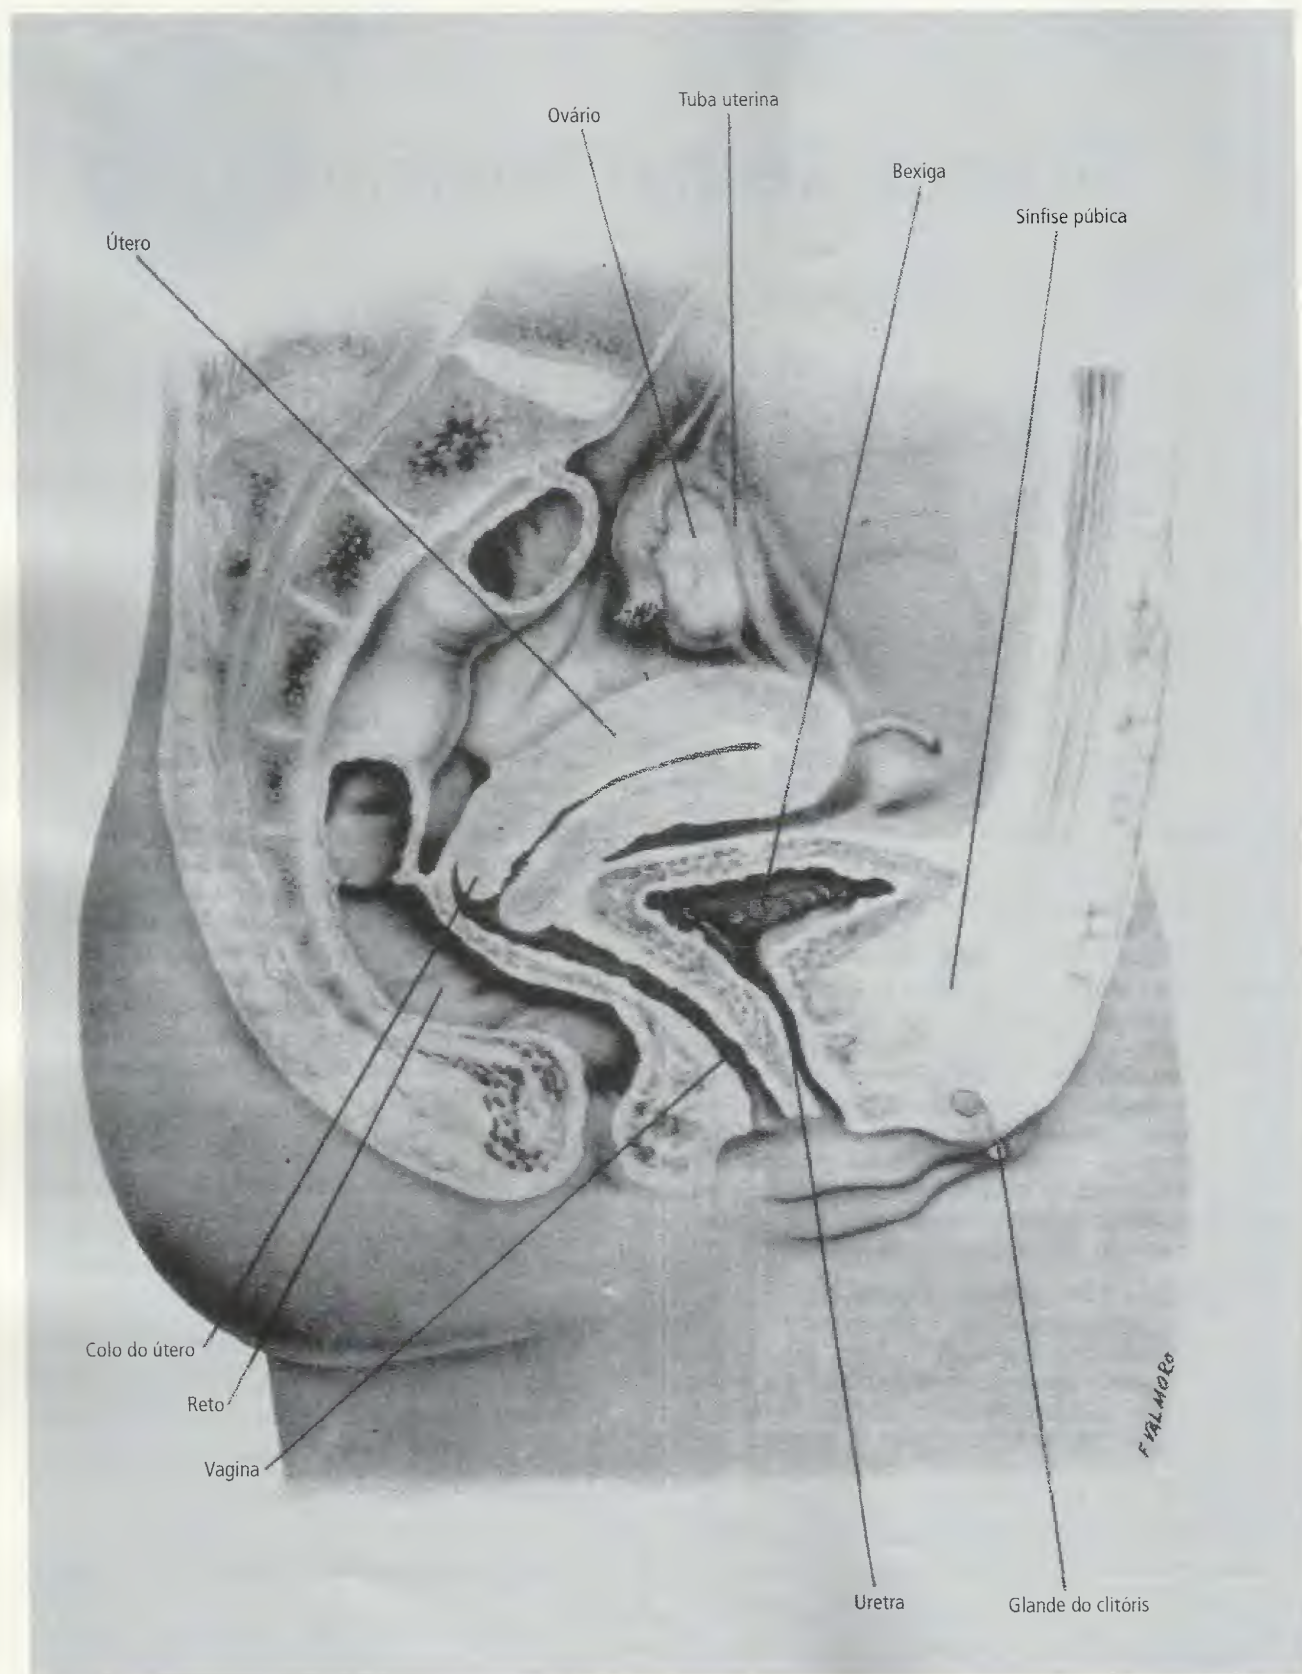 Tuba uterina
Ovário
Bexiga
Sínfise púbica
Útero
Colo do útero
Reto
Vagina
F VALMORO
Uretra
Glande do clitóris